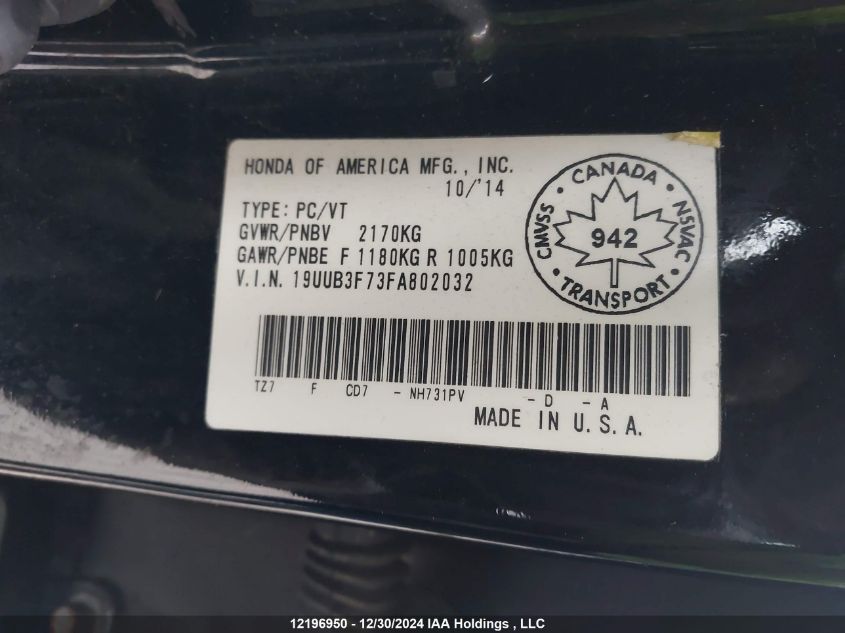 HONDA OF AMERICA MFG., INC.
10/'14
TYPE: PC/VT
GVWR/PNBV 2170KG
GAWR/PNBE F 1180KG R 1005KG
V.I.N. 19UUB3F73FA802032
CANADA
CMVSS
NSVAC
942
TRANSPORT
TZ7 F CD7 - NH731PV - D - A
MADE IN U.S.A.
12196950 - 12/30/2024 IAA Holdings , LLC